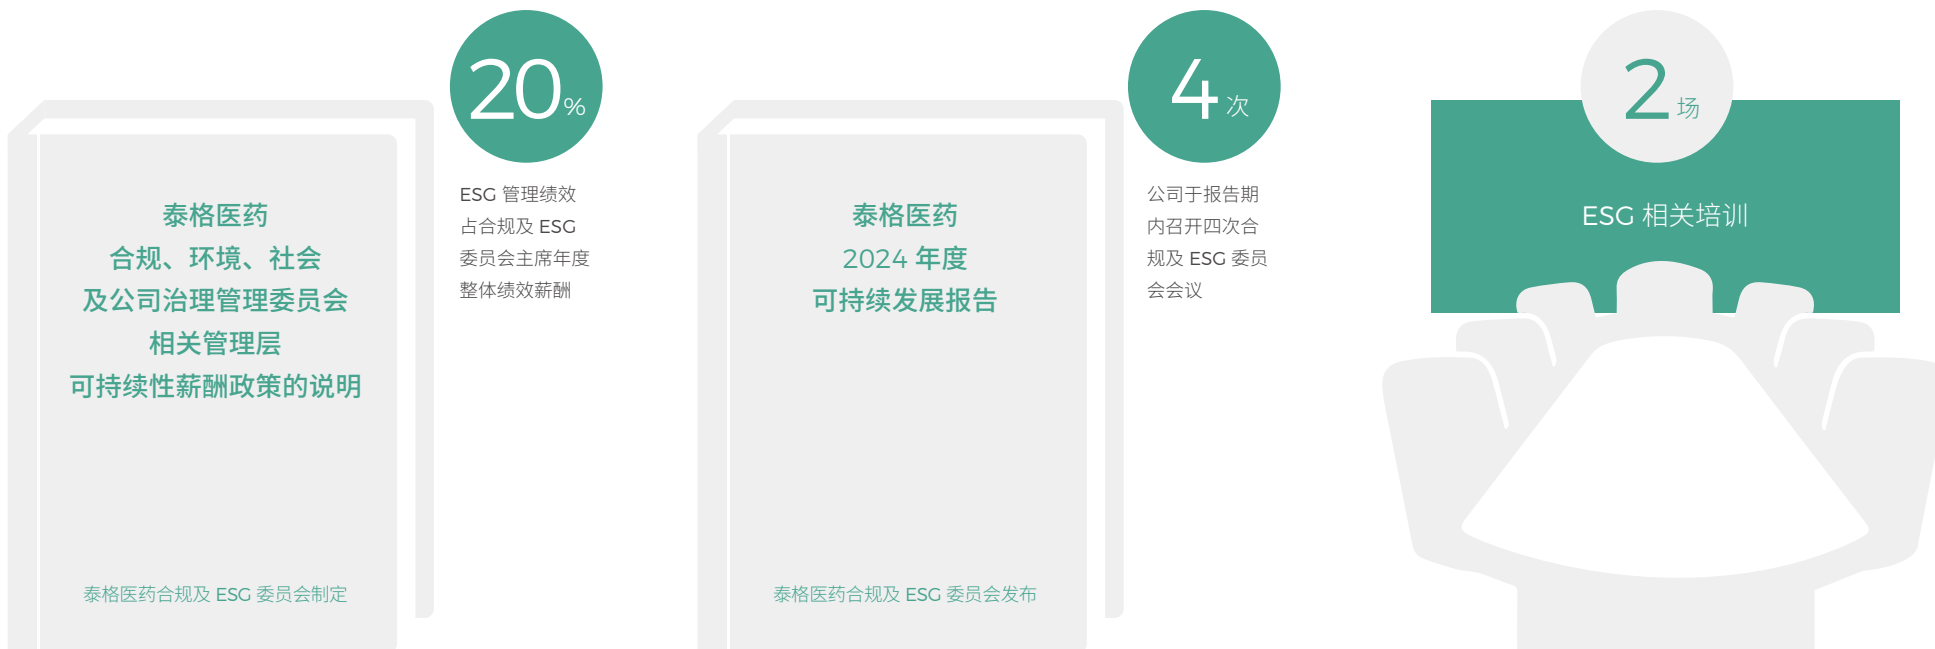 泰格医药
合规、环境、社会
及公司治理管理委员会
相关管理层
可持续性薪酬政策的说明
泰格医药合规及 ESG 委员会制定
20%
ESG 管理绩效
占合规及 ESG
委员会主席年度
整体绩效薪酬
泰格医药
2024 年度
可持续发展报告
泰格医药合规及 ESG 委员会发布
4 次
公司于报告期
内召开四次合
规及 ESG 委员
会会议
2 场
ESG 相关培训